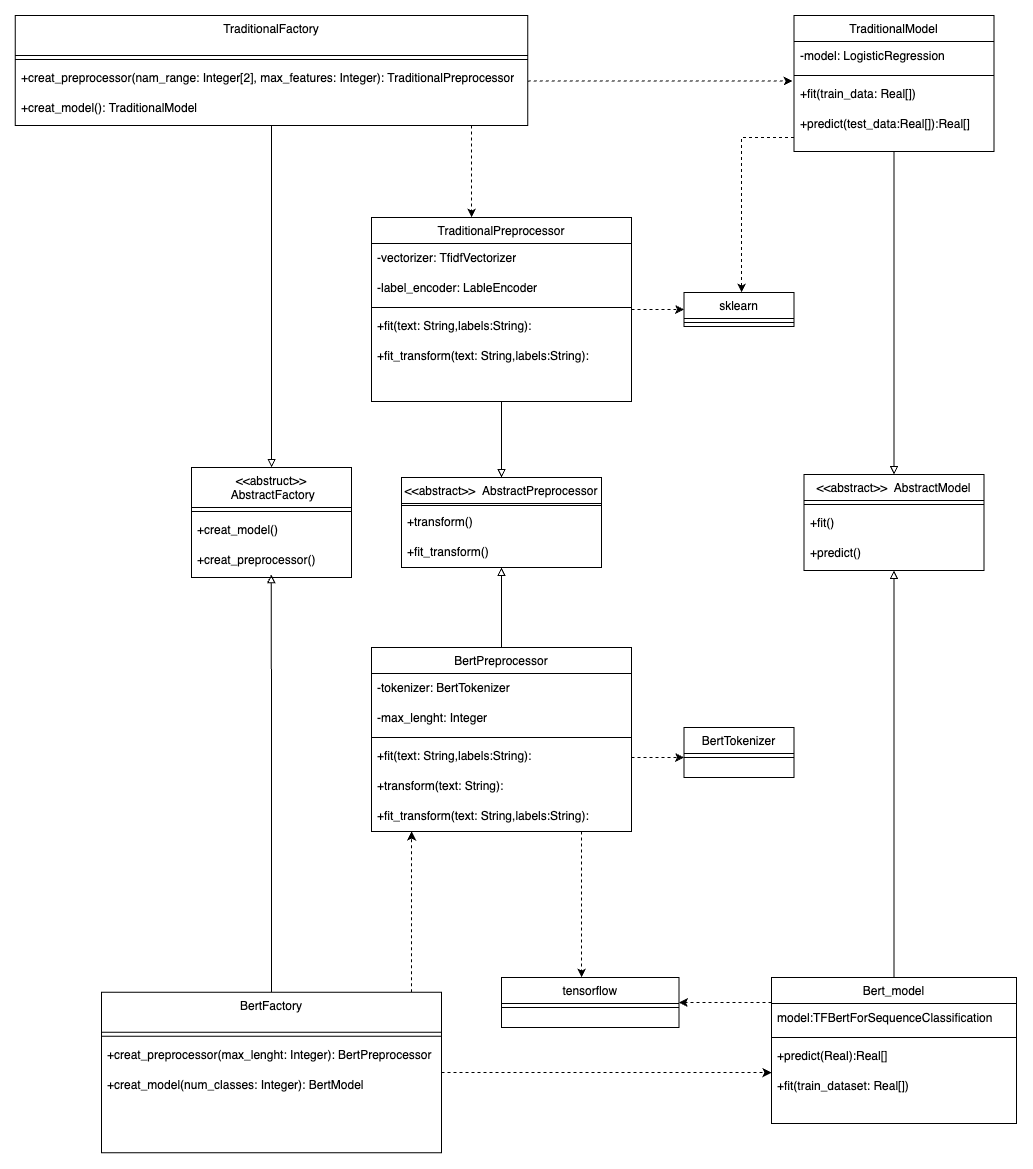 TraditionalFactory
+creat_preprocessor(nam_range: Integer[2], max_features: Integer): TraditionalPreprocessor
+creat_model(): TraditionalModel
TraditionalModel
-model: LogisticRegression
+fit(train_data: Real[])
+predict(test_data:Real[]):Real[]
TraditionalPreprocessor
-vectorizer: TfidfVectorizer
-label_encoder: LableEncoder
+fit(text: String,labels:String):
+fit_transform(text: String,labels:String):
sklearn
<<abstruct>>
AbstractFactory
+creat_model()
+creat_preprocessor()
<<abstract>> AbstractPreprocessor
+transform()
+fit_transform()
<<abstract>> AbstractModel
+fit()
+predict()
BertPreprocessor
-tokenizer: BertTokenizer
-max_lenght: Integer
+fit(text: String,labels:String):
+transform(text: String):
+fit_transform(text: String,labels:String):
BertTokenizer
BertFactory
+creat_preprocessor(max_lenght: Integer): BertPreprocessor
+creat_model(num_classes: Integer): BertModel
tensorflow
Bert_model
model:TFBertForSequenceClassification
+predict(Real):Real[]
+fit(train_dataset: Real[])